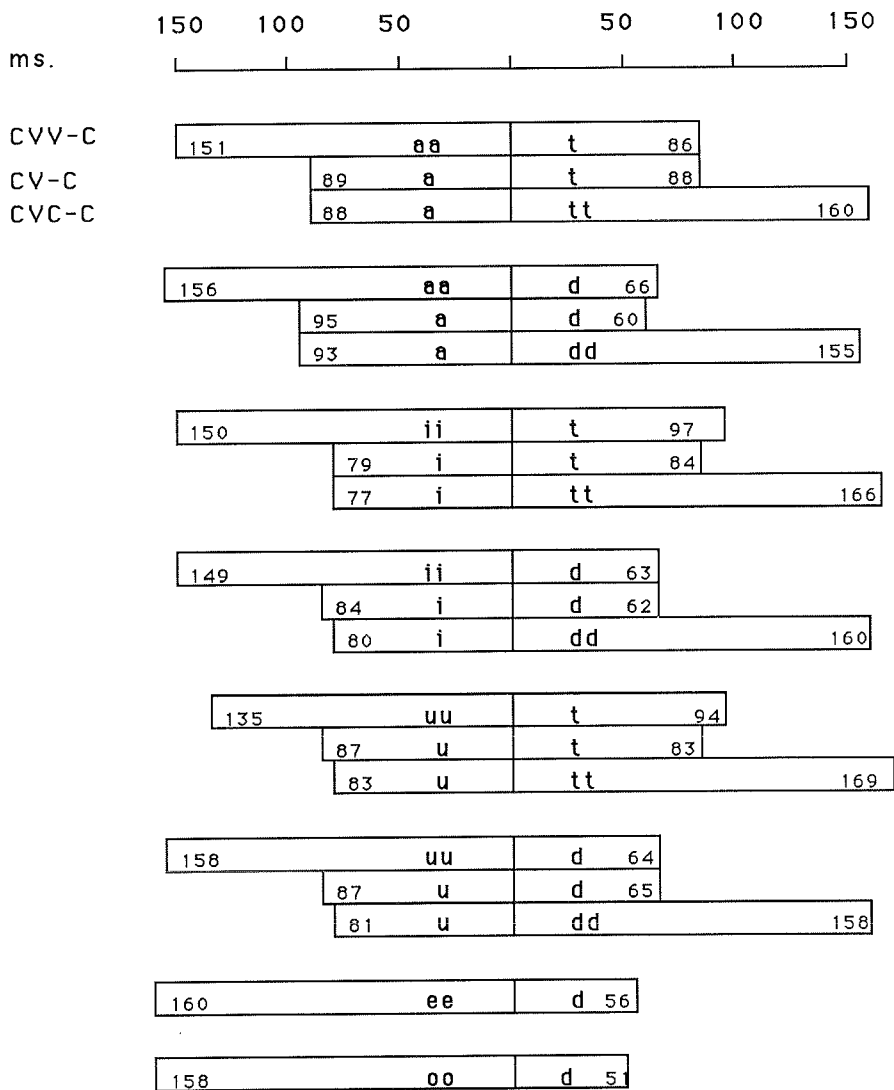 150 100 50 50 100 150
ms.
CVV-C 151 aa t 86
CV-C 89 a t 88
CVC-C 88 a tt 160
156 aa d 66
95 a d 60
93 a dd 155
150 ii t 97
79 i t 84
77 i tt 166
149 ii d 63
84 i d 62
80 i dd 160
135 uu t 94
87 u t 83
83 u tt 169
158 uu d 64
87 u d 65
81 u dd 158
160 ee d 56
158 oo d 51